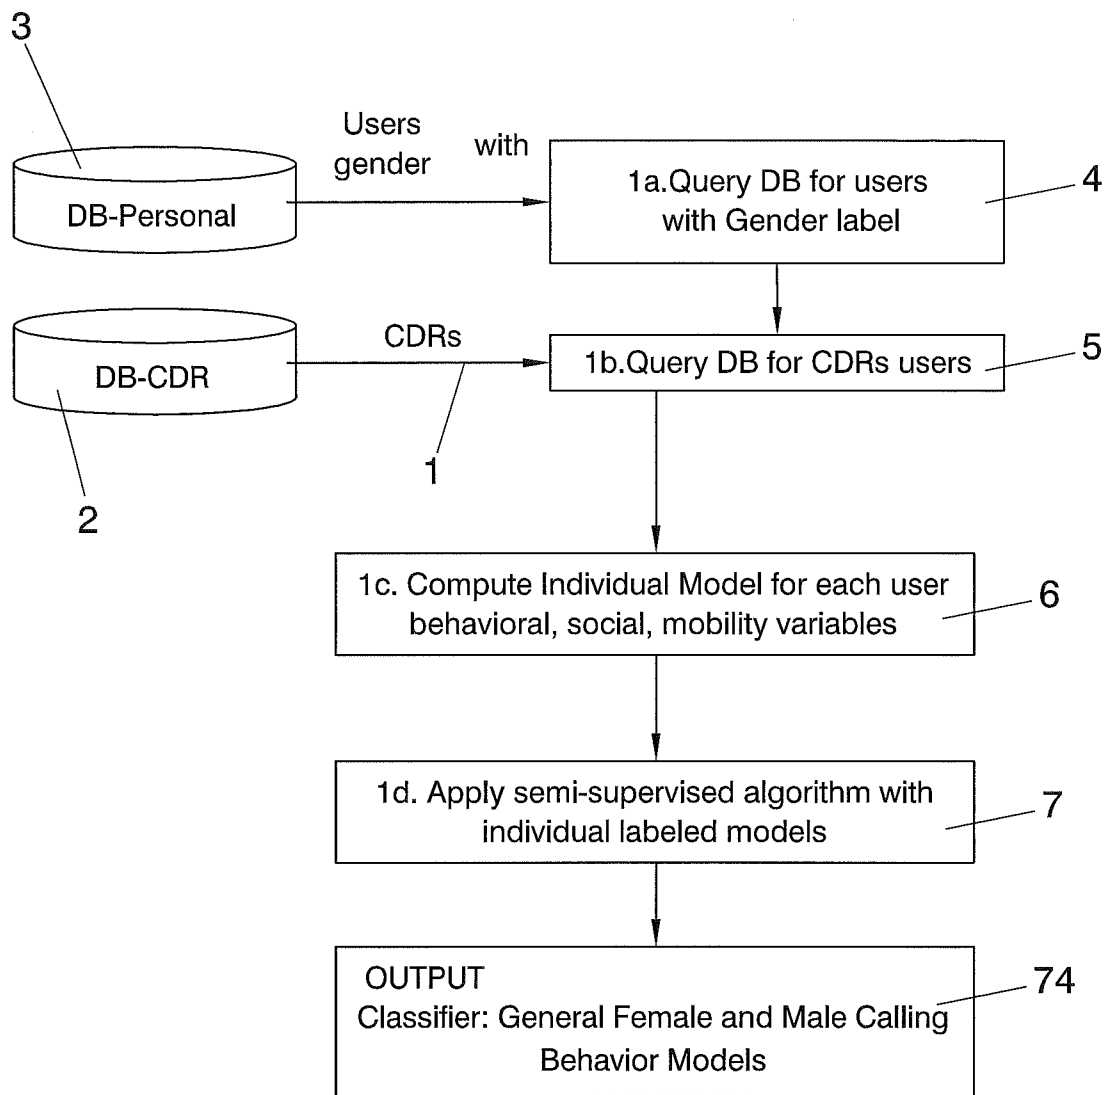 3
Users
gender
with
DB-Personal
1a.Query DB for users
with Gender label
4
CDRs
DB-CDR
1b.Query DB for CDRs users
5
1
2
1c. Compute Individual Model for each user
behavioral, social, mobility variables
6
1d. Apply semi-supervised algorithm with
individual labeled models
7
OUTPUT
Classifier: General Female and Male Calling
Behavior Models
74